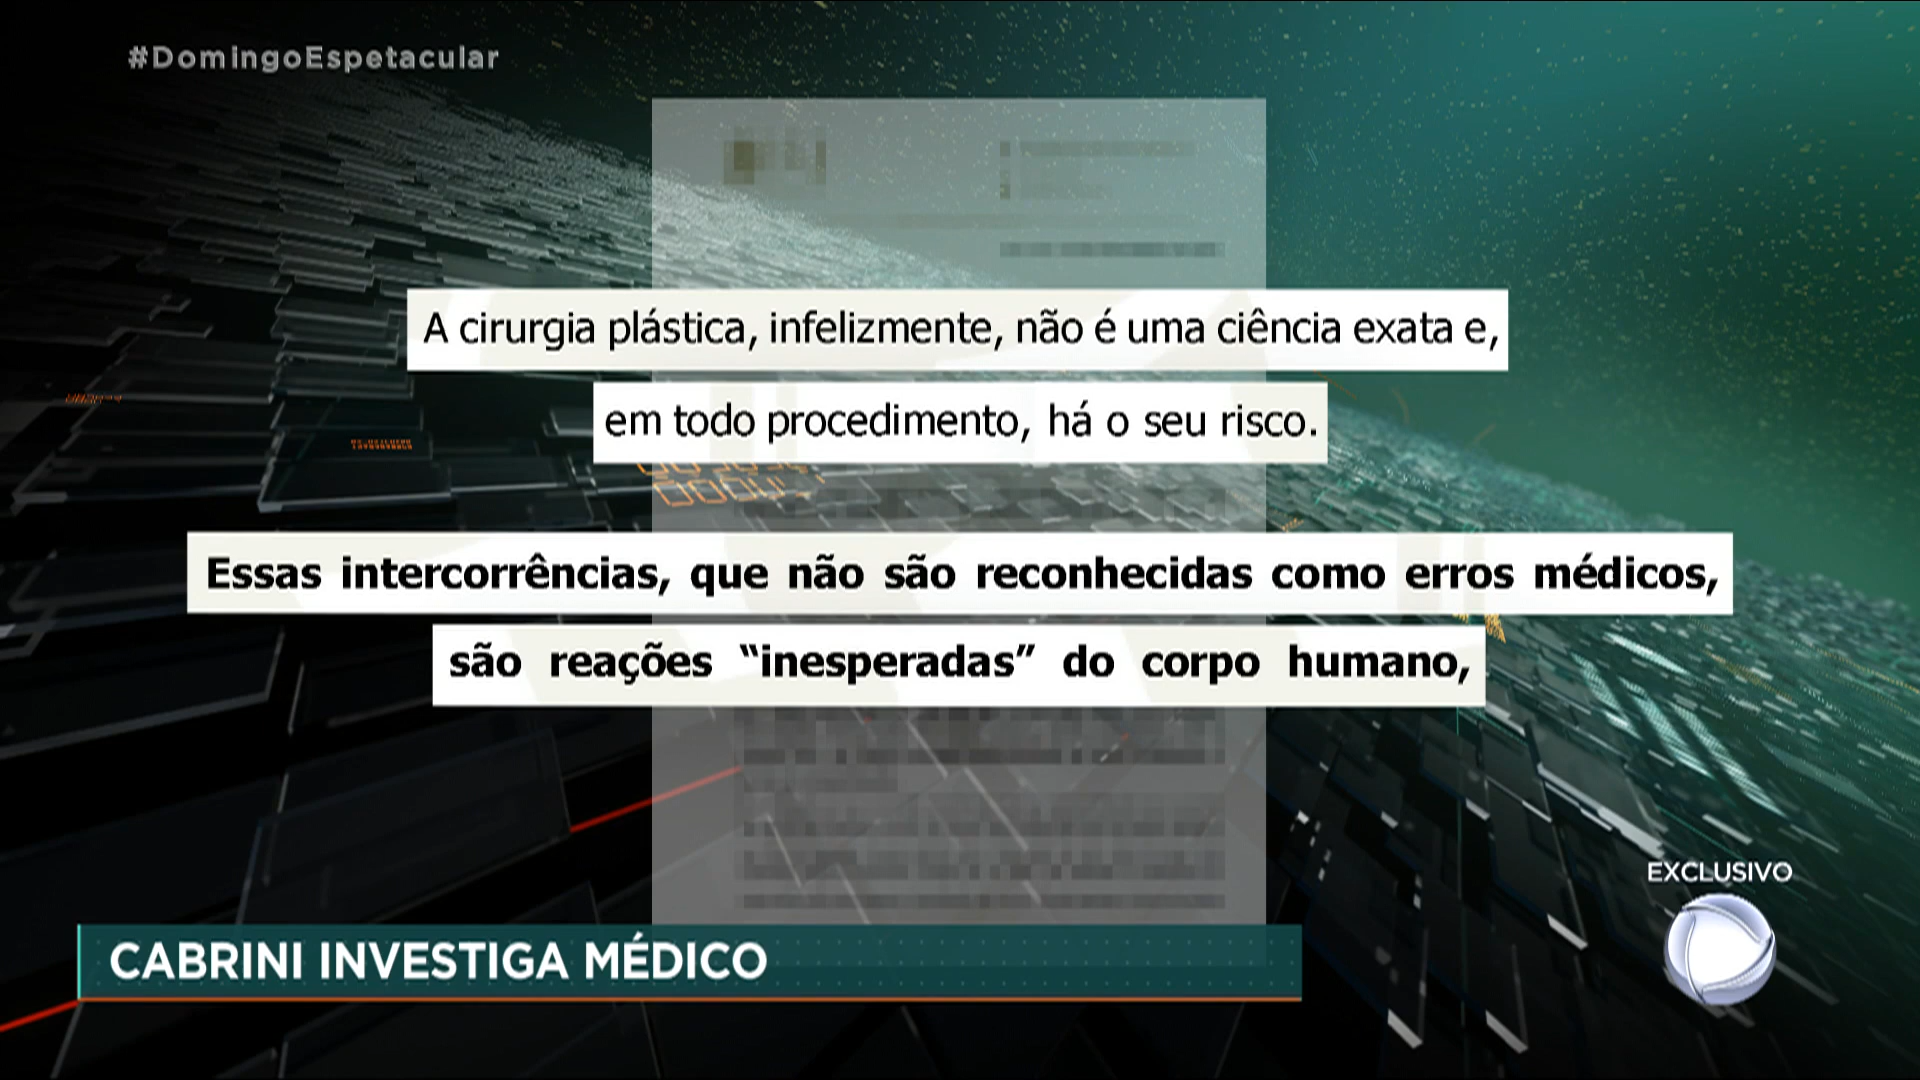 #DomingoEspetacular
A cirurgia plástica, infelizmente, não é uma ciência exata e,
em todo procedimento, há o seu risco.
Essas intercorrências, que não são reconhecidas como erros médicos,
são reações “inesperadas” do corpo humano,
EXCLUSIVO
CABRINI INVESTIGA MÉDICO